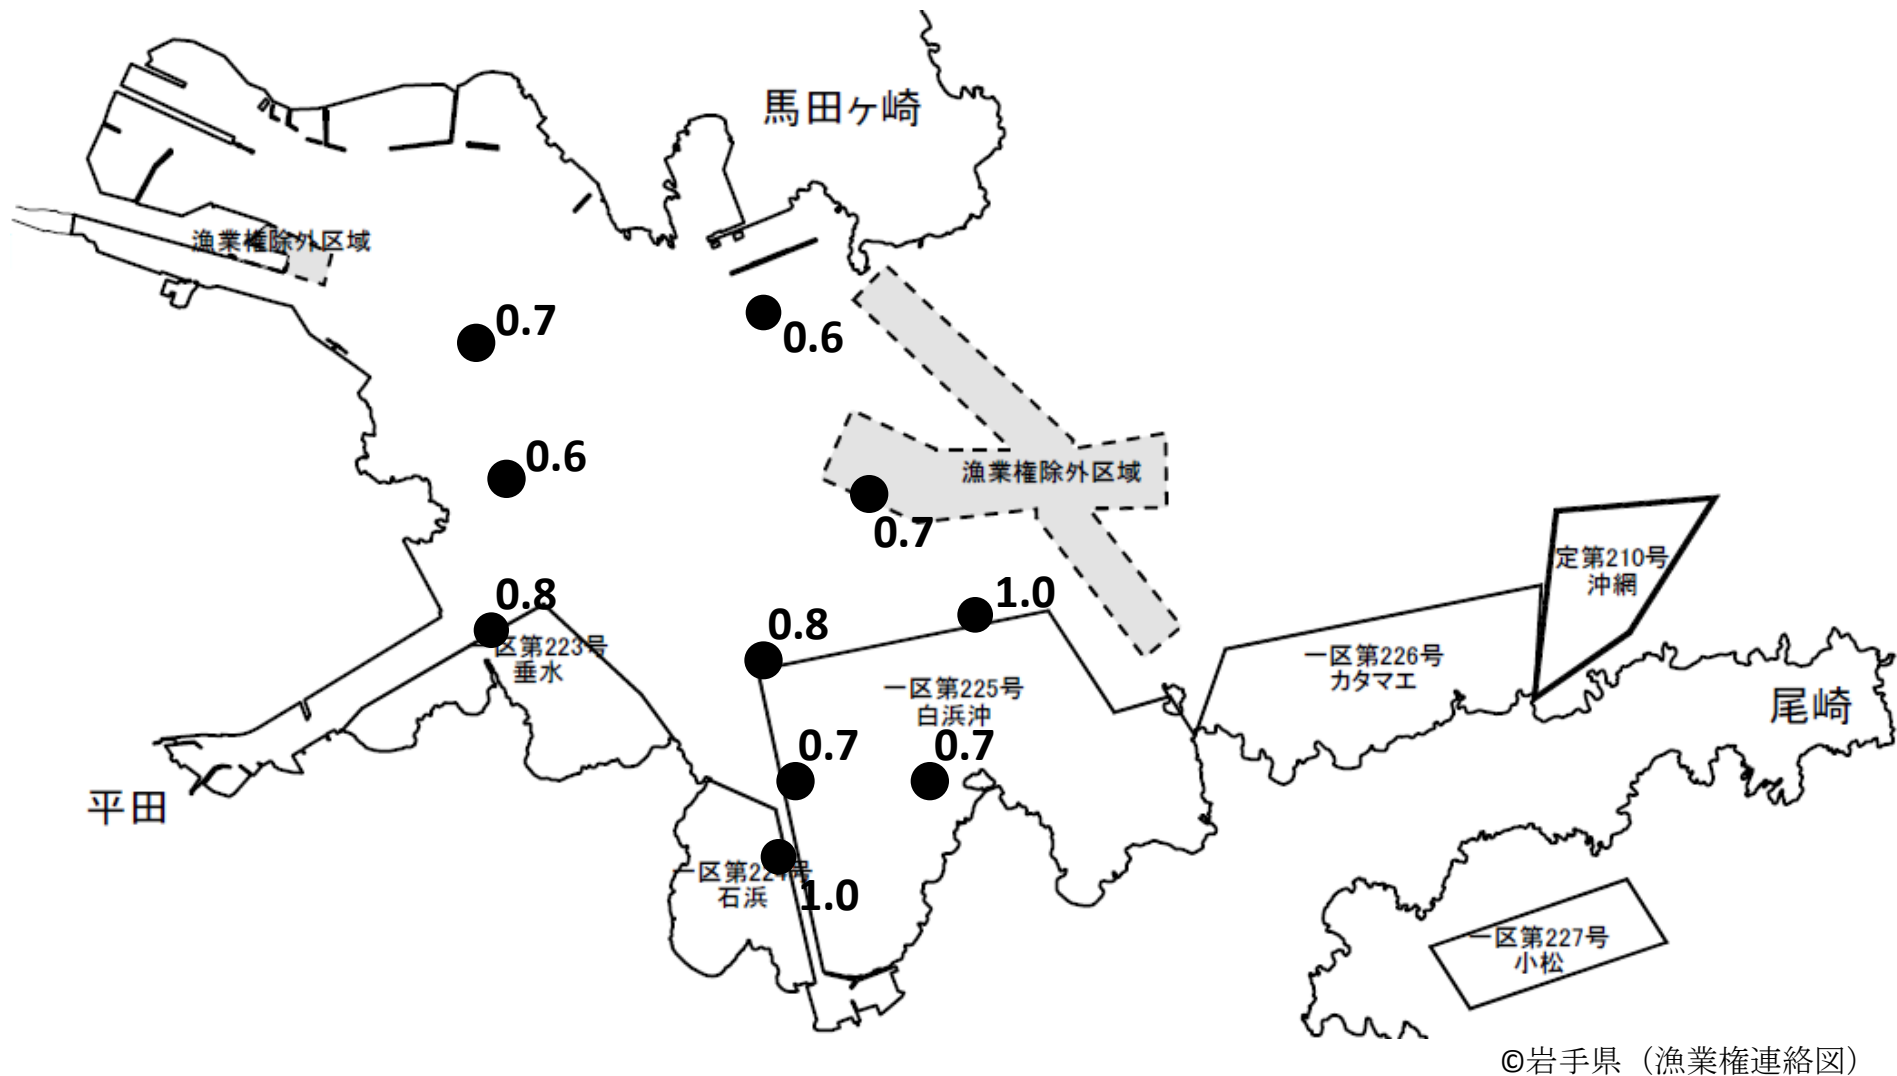 馬田ヶ崎
漁業権除外区域
0.7
0.6
0.6
漁業権除外区域
0.7
定第210号
沖網
0.8
1.0
0.8
一区第223号
垂水
一区第226号
カタマエ
一区第225号
白浜沖
尾崎
0.7
0.7
平田
一区第224号
石浜
1.0
一区第227号
小松
©岩手県（漁業権連絡図）